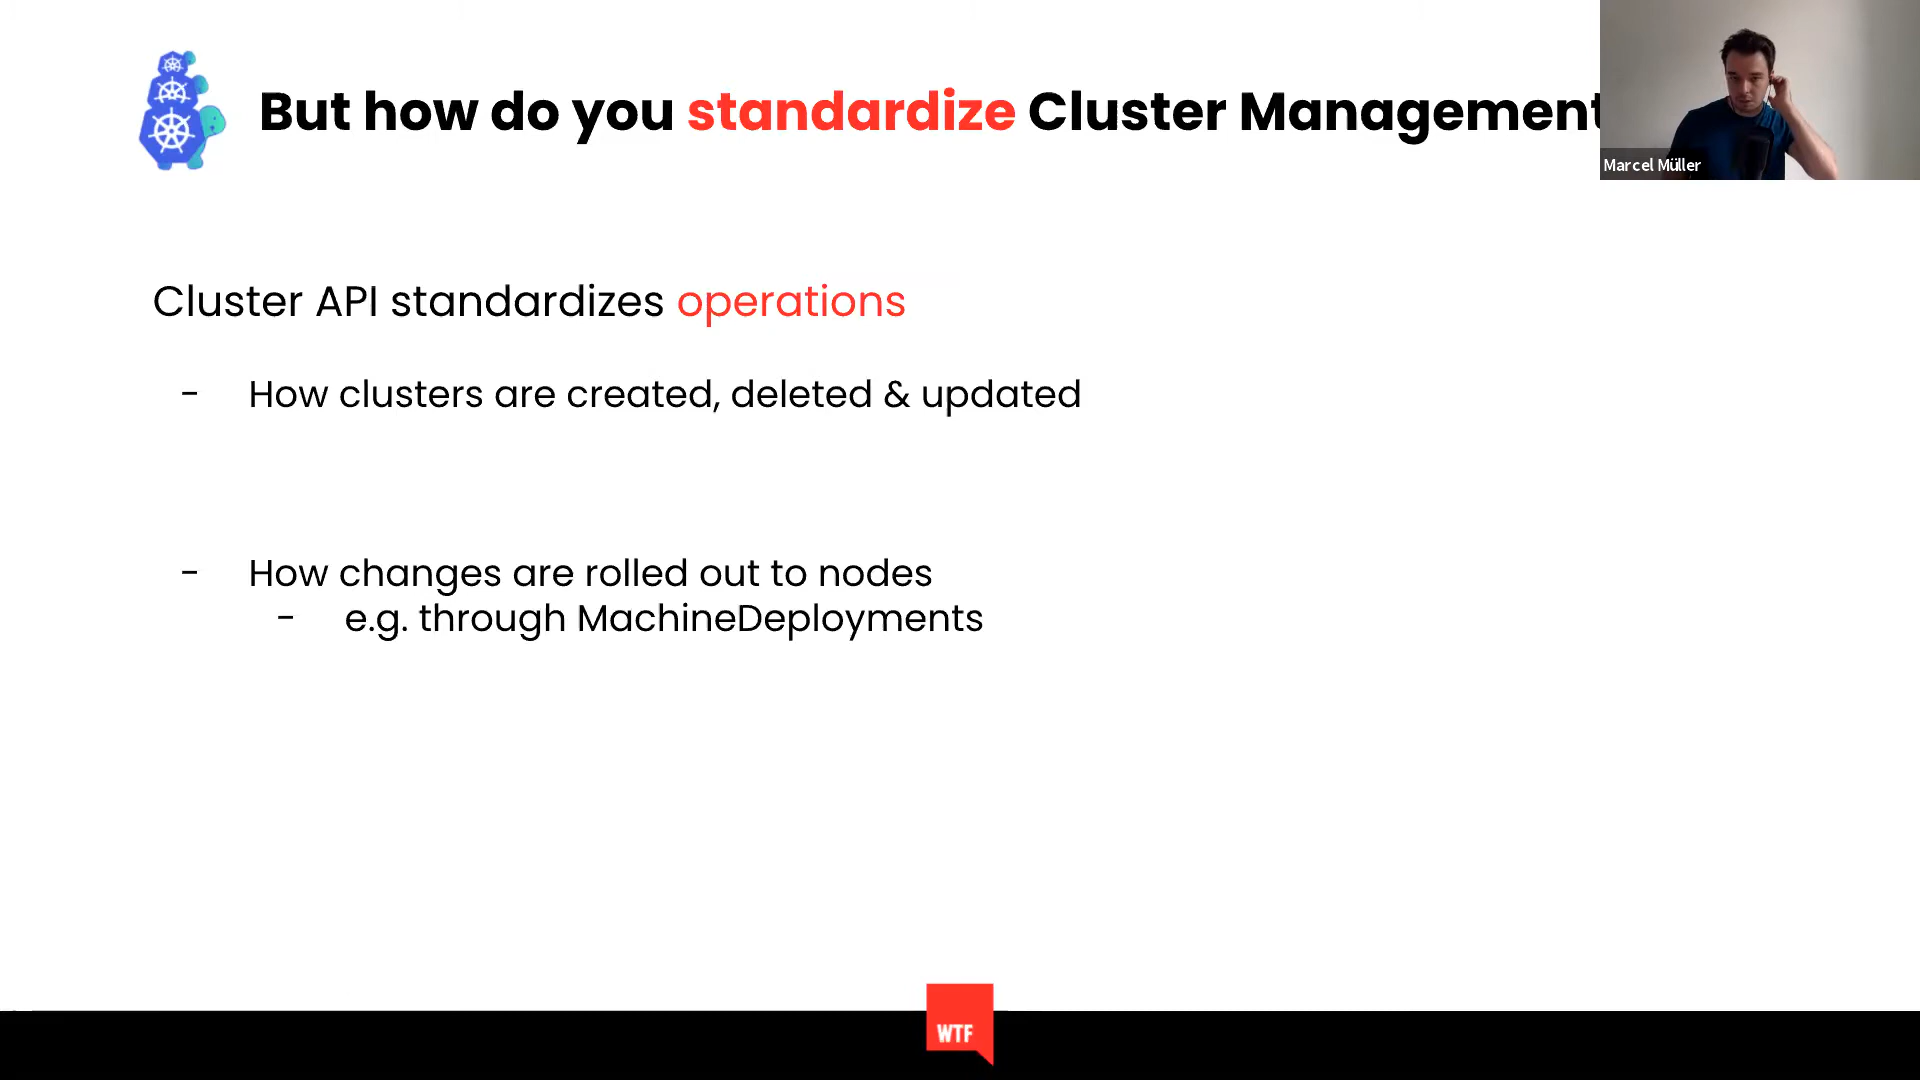 But how do you standardize Cluster Management
Marcel Müller
Cluster API standardizes operations
- How clusters are created, deleted & updated
- How changes are rolled out to nodes
- e.g. through MachineDeployments
WTF